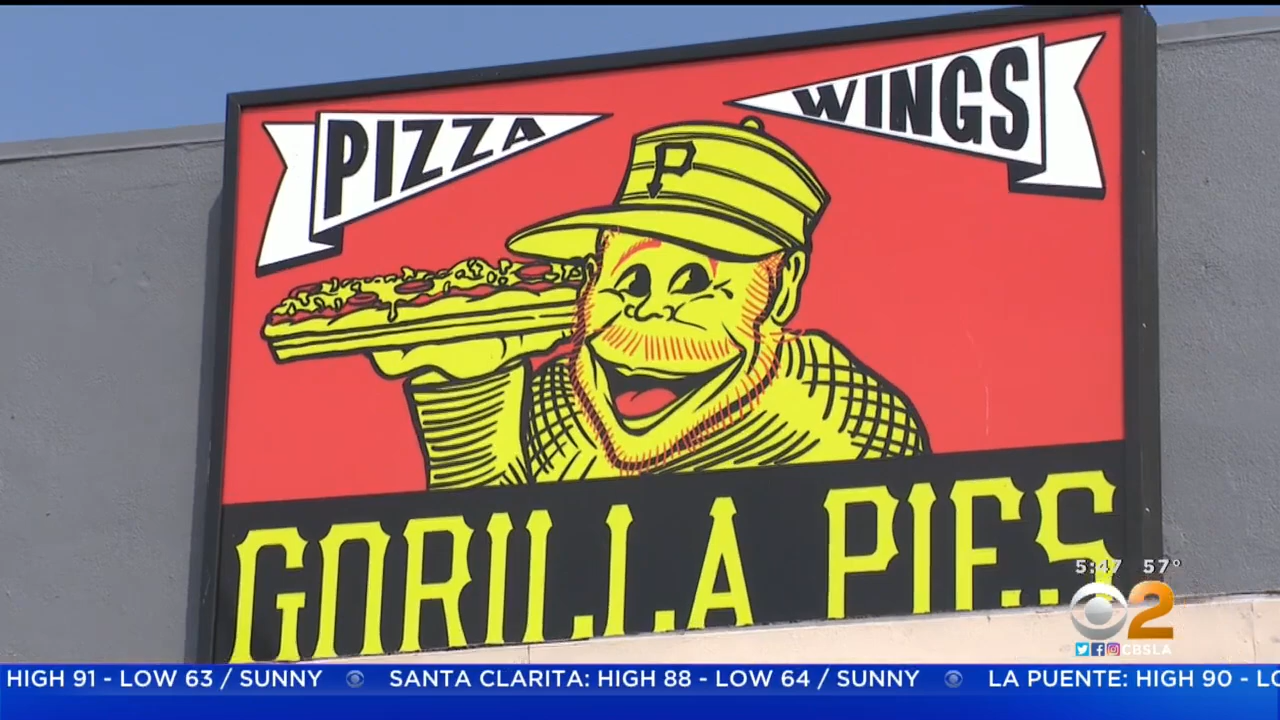 PIZZA
WINGS
P
GORILLA PIES
5:47 57°
2
CBSLA
HIGH 91 - LOW 63 / SUNNY SANTA CLARITA: HIGH 88 - LOW 64 / SUNNY LA PUENTE: HIGH 90 - LO